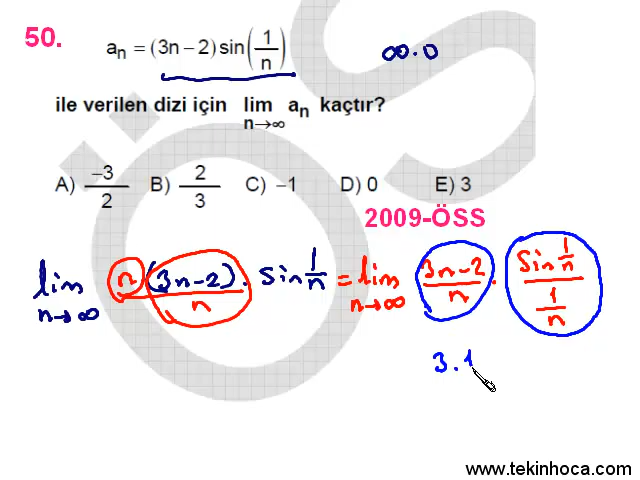 50.
aₙ = (3n − 2) sin(1/n)
∞.0
ile verilen dizi için lim aₙ kaçtır?
n→∞
A) −3/2 B) 2/3 C) −1 D) 0 E) 3
2009-ÖSS
lim n→∞ n(3n−2)/n . sin 1/n = lim n→∞ 3n−2/n . sin 1/n / 1/n
3.1
www.tekinhoca.com